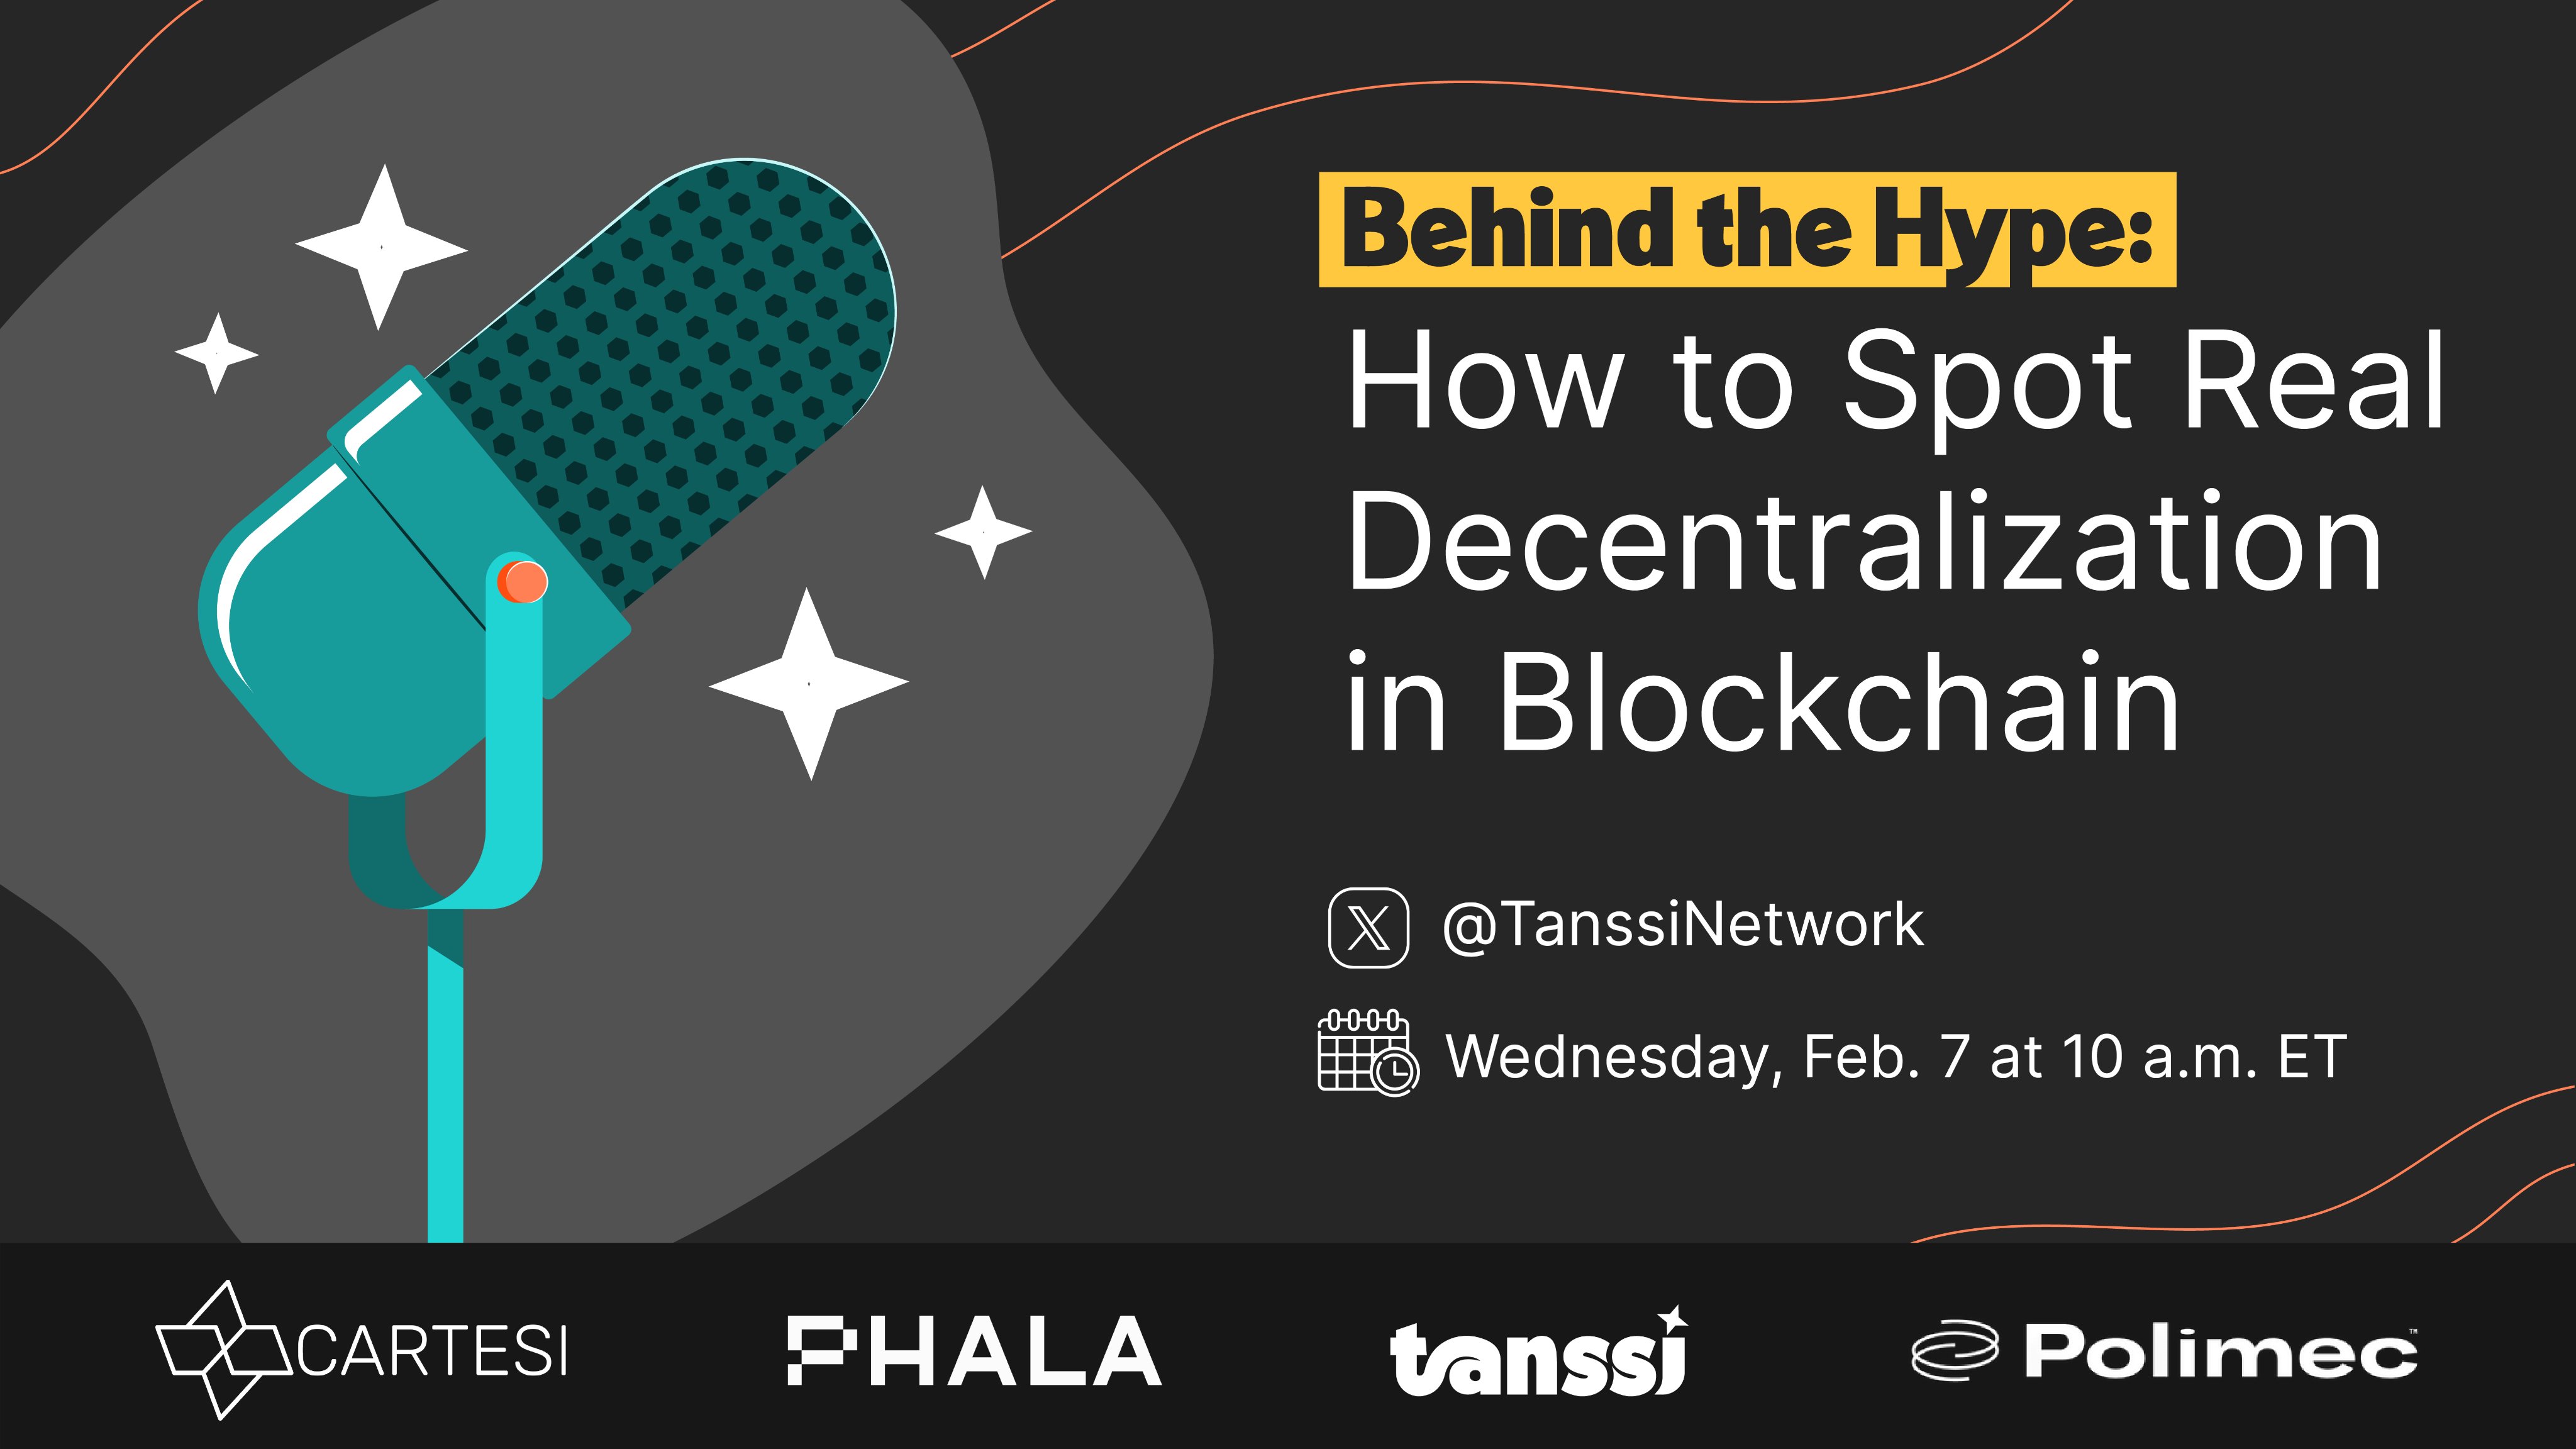 Behind the Hype:
How to Spot Real
Decentralization
in Blockchain
@TanssiNetwork
Wednesday, Feb. 7 at 10 a.m. ET
CARTESI
PHALA
tanssi
Polimec™